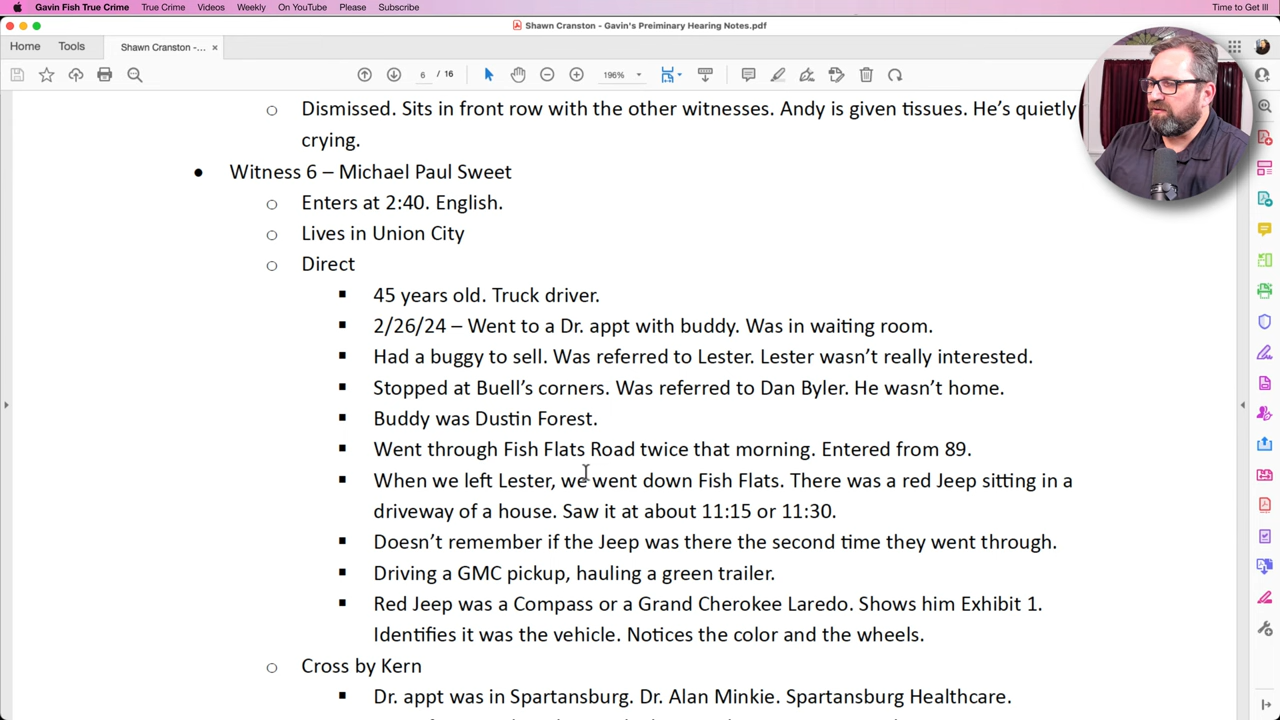 Gavin Fish True Crime True Crime Videos Weekly On YouTube Please Subscribe Time to Get Ill
Shawn Cranston - Gavin's Preiminary Hearing Notes.pdf
Home Tools Shawn Cranston -... ×
6 / 16 196%
o Dismissed. Sits in front row with the other witnesses. Andy is given tissues. He’s quietly
crying.
• Witness 6 – Michael Paul Sweet
o Enters at 2:40. English.
o Lives in Union City
o Direct
▪ 45 years old. Truck driver.
▪ 2/26/24 – Went to a Dr. appt with buddy. Was in waiting room.
▪ Had a buggy to sell. Was referred to Lester. Lester wasn’t really interested.
▪ Stopped at Buell’s corners. Was referred to Dan Byler. He wasn’t home.
▪ Buddy was Dustin Forest.
▪ Went through Fish Flats Road twice that morning. Entered from 89.
▪ When we left Lester, we went down Fish Flats. There was a red Jeep sitting in a
driveway of a house. Saw it at about 11:15 or 11:30.
▪ Doesn’t remember if the Jeep was there the second time they went through.
▪ Driving a GMC pickup, hauling a green trailer.
▪ Red Jeep was a Compass or a Grand Cherokee Laredo. Shows him Exhibit 1.
Identifies it was the vehicle. Notices the color and the wheels.
o Cross by Kern
▪ Dr. appt was in Spartansburg. Dr. Alan Minkie. Spartansburg Healthcare.